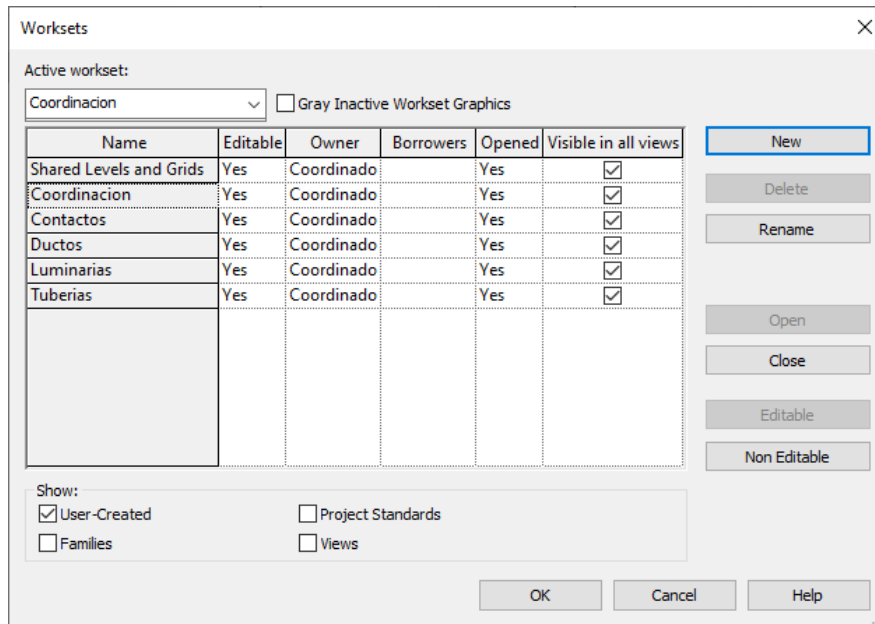 Worksets
Active workset:
Coordinacion
Gray Inactive Workset Graphics
Name Editable Owner Borrowers Opened Visible in all views
Shared Levels and Grids Yes Coordinado Yes
Coordinacion Yes Coordinado Yes
Contactos Yes Coordinado Yes
Ductos Yes Coordinado Yes
Luminarias Yes Coordinado Yes
Tuberias Yes Coordinado Yes
New
Delete
Rename
Open
Close
Editable
Non Editable
Show:
User-Created Project Standards
Families Views
OK Cancel Help